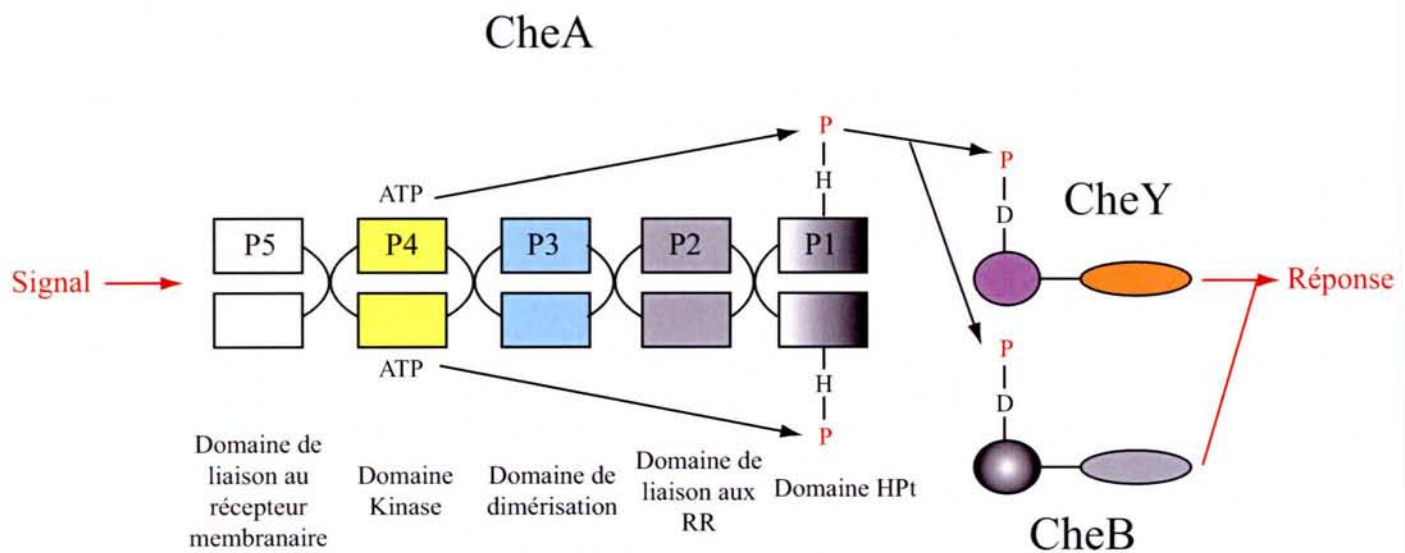 CheA
P
P
H
D
CheY
ATP
P5
P4
P3
P2
P1
Signal
Réponse
ATP
H
P
P
D
Domaine de
liaison au
récepteur
membranaire
Domaine
Kinase
Domaine de
dimérisation
Domaine de
liaison aux
RR
Domaine HPt
CheB